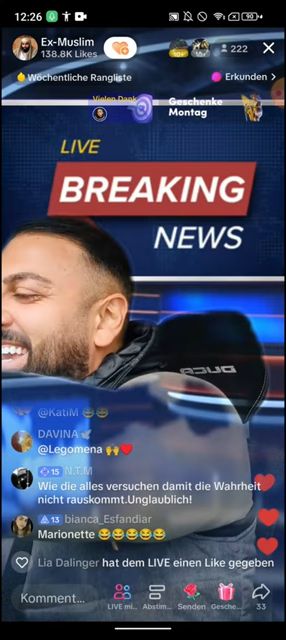 12:26
90
Ex-Muslim
138.8K Likes
222
Wöchentliche Rangliste
Erkunden >
Vielen Dank
Geschenke
Montag
LIVE
BREAKING
NEWS
@KatiM 😂😂
DAVINA
@Legomena 🙌❤️
15 N.T.M
Wie die alles versuchen damit die Wahrheit
nicht rauskommt.Unglaublich!
13 bianca_Esfandiar
Marionette 😂😂😂😂😂
Lia Dalinger hat dem LIVE einen Like gegeben
Komment...
LIVE mi...
Abstim...
Senden
Gesche...
33